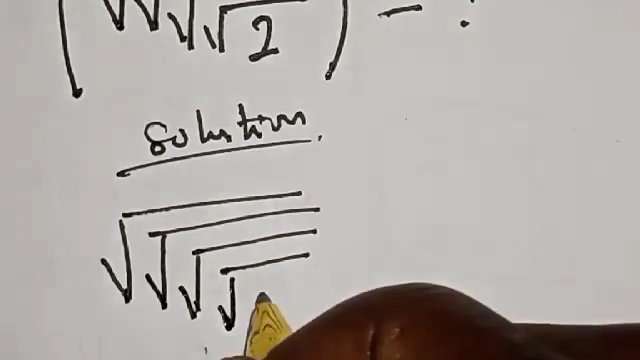 (√√√√2) = ?
solution.
√√√√